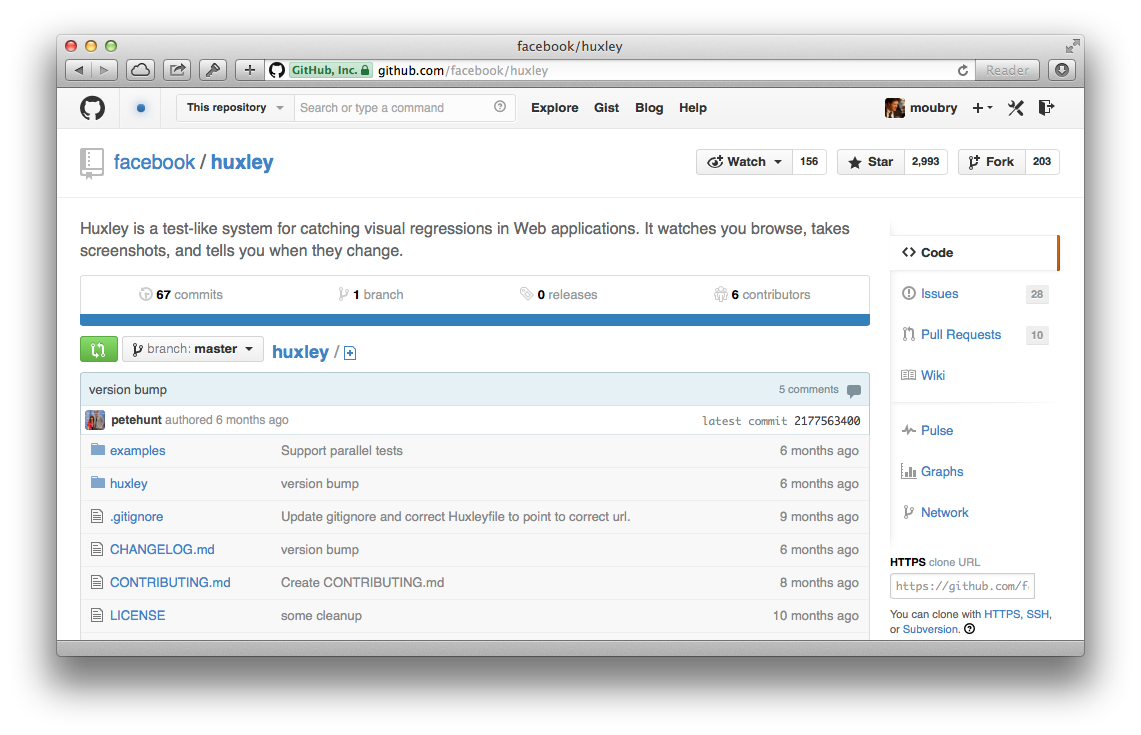 facebook/huxley
GitHub, Inc. github.com/facebook/huxley Reader
This repository Search or type a command Explore Gist Blog Help moubry
facebook / huxley Watch 156 Star 2,993 Fork 203
Huxley is a test-like system for catching visual regressions in Web applications. It watches you browse, takes
screenshots, and tells you when they change.
67 commits 1 branch 0 releases 6 contributors
branch: master huxley /
version bump 5 comments
petehunt authored 6 months ago latest commit 2177563400
examples Support parallel tests 6 months ago
huxley version bump 6 months ago
.gitignore Update gitignore and correct Huxleyfile to point to correct url. 9 months ago
CHANGELOG.md version bump 6 months ago
CONTRIBUTING.md Create CONTRIBUTING.md 8 months ago
LICENSE some cleanup 10 months ago
Code
Issues 28
Pull Requests 10
Wiki
Pulse
Graphs
Network
HTTPS clone URL
https://github.com/f
You can clone with HTTPS, SSH,
or Subversion.